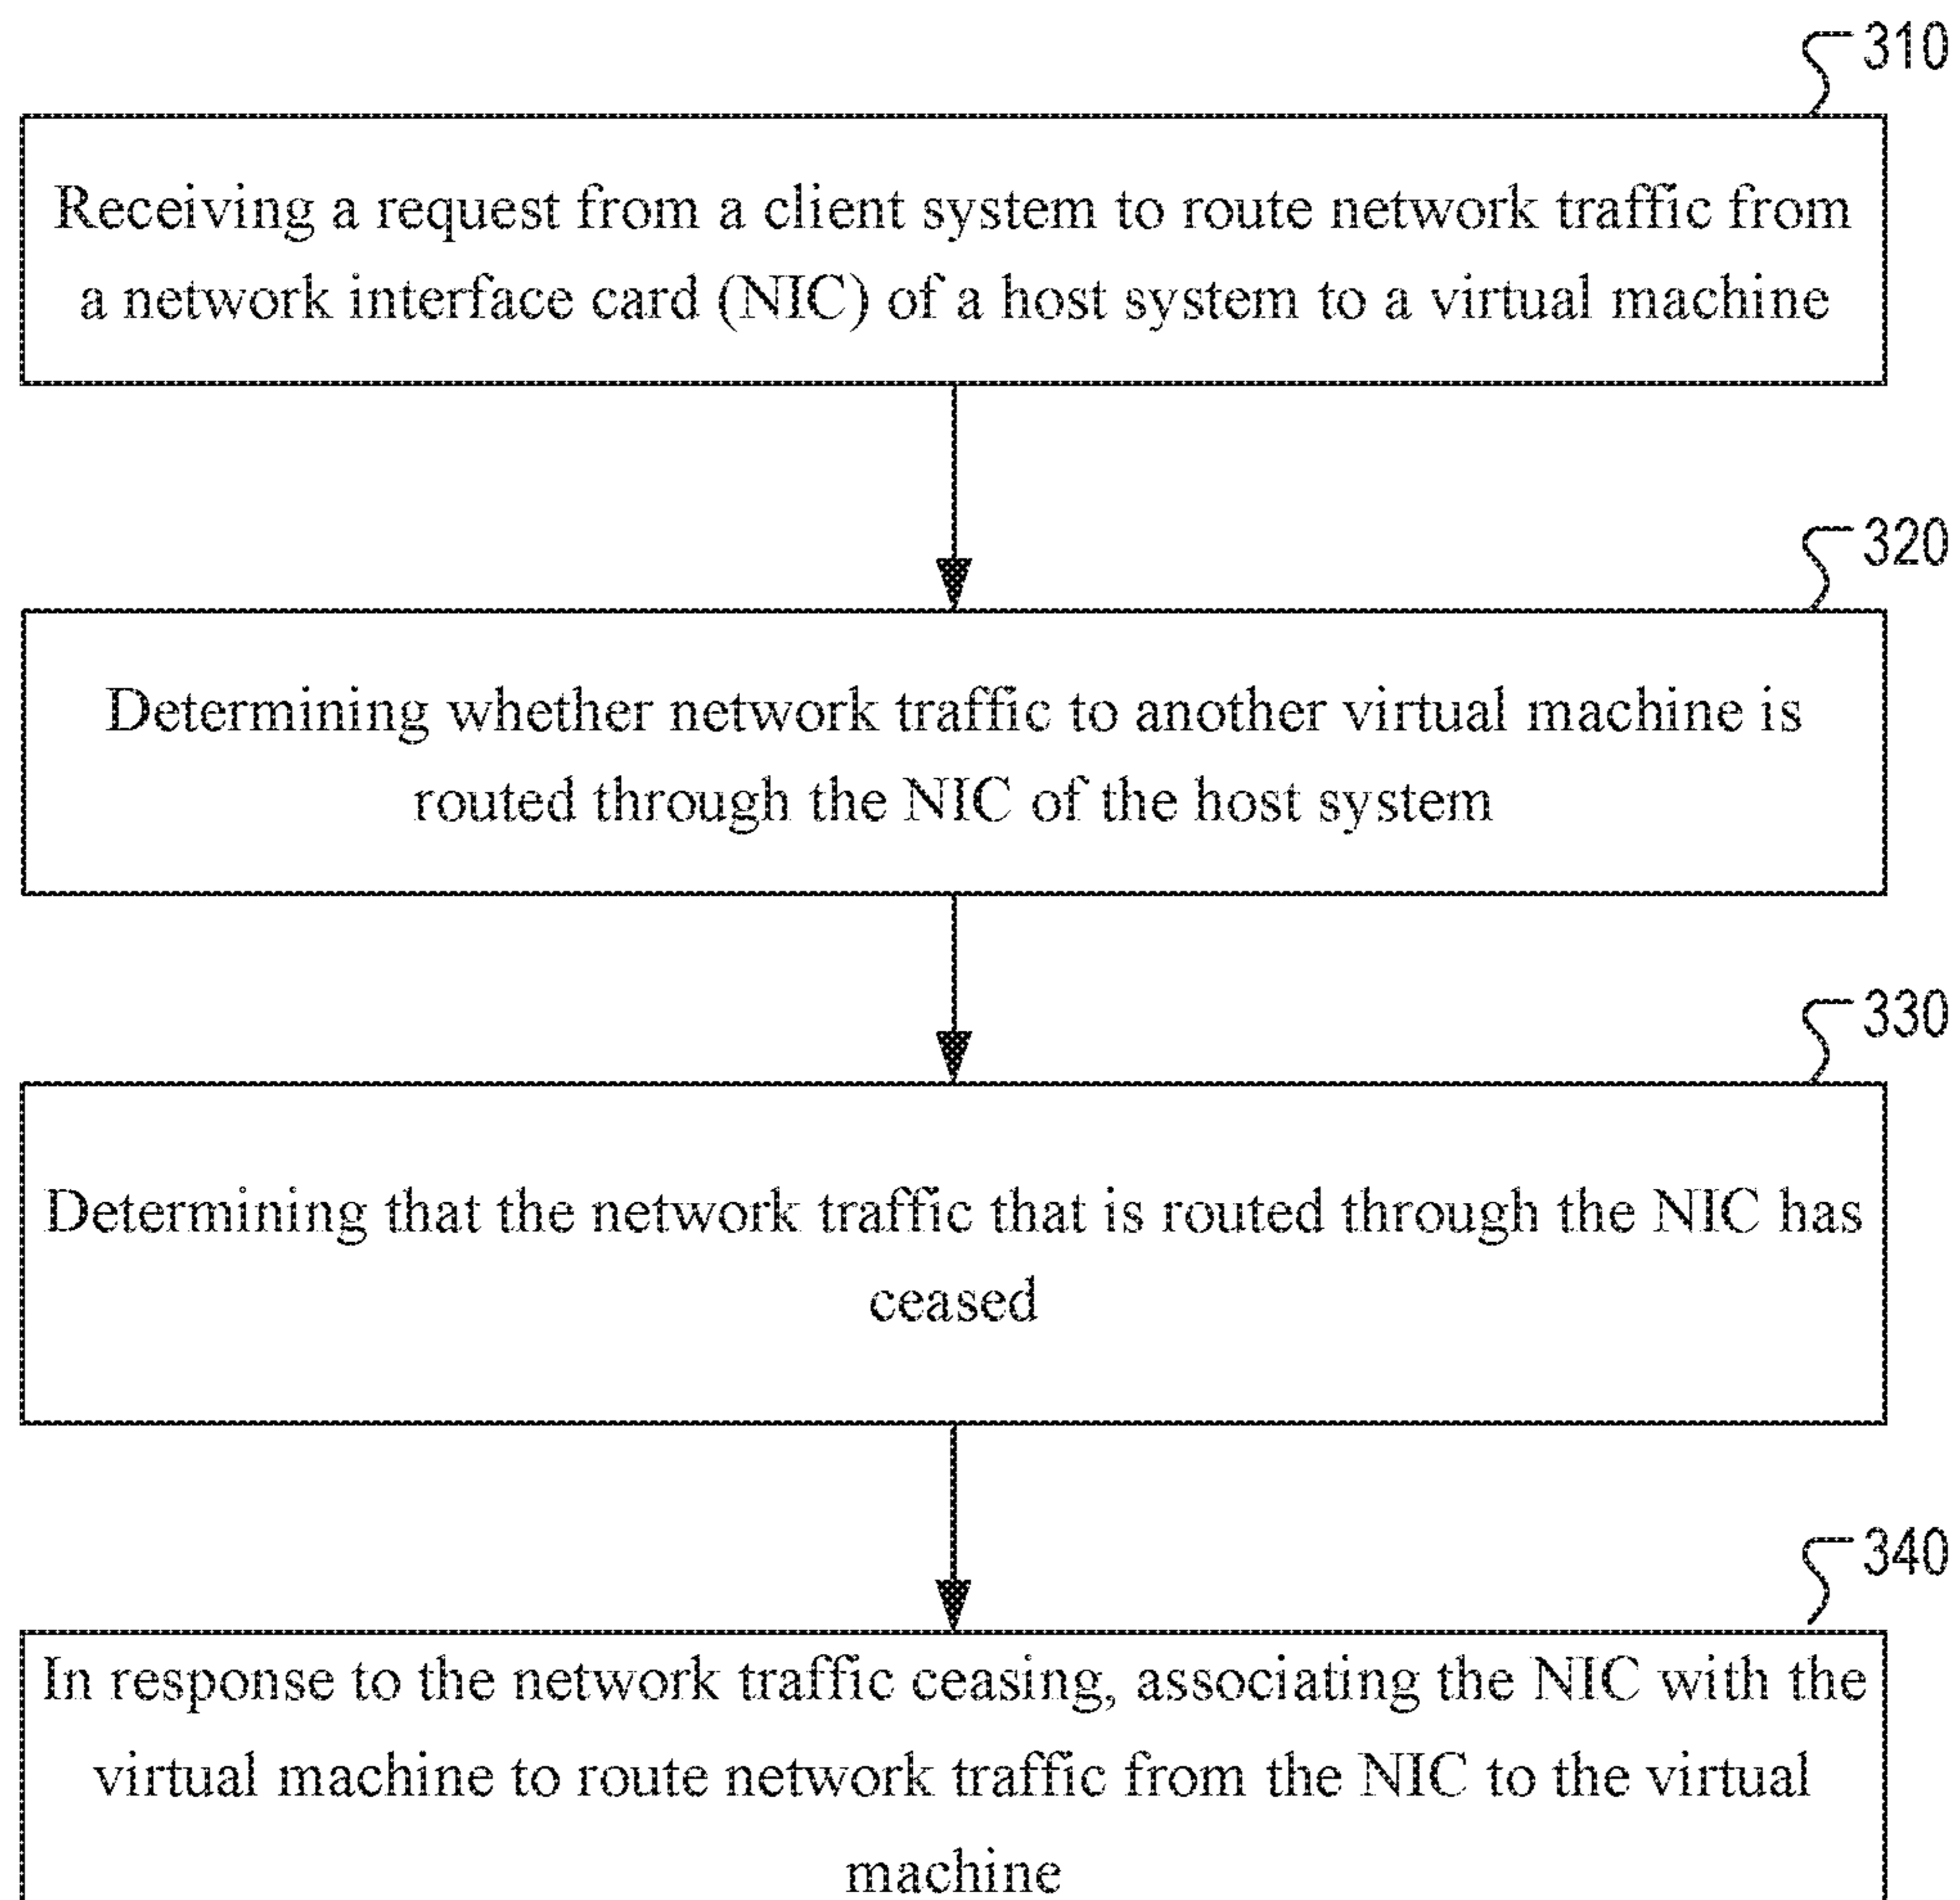 310
Receiving a request from a client system to route network traffic from
a network interface card (NIC) of a host system to a virtual machine
320
Determining whether network traffic to another virtual machine is
routed through the NIC of the host system
330
Determining that the network traffic that is routed through the NIC has
ceased
340
In response to the network traffic ceasing, associating the NIC with the
virtual machine to route network traffic from the NIC to the virtual
machine